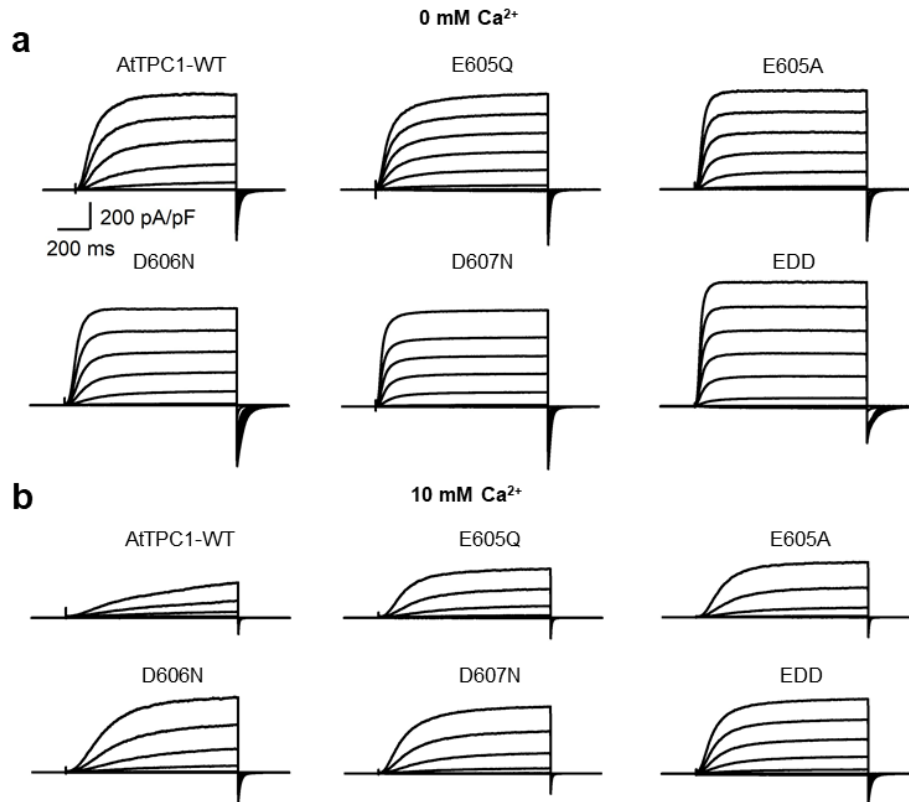 0 mM Ca²⁺
a
AtTPC1-WT E605Q E605A
200 pA/pF
200 ms
D606N D607N EDD
b
10 mM Ca²⁺
AtTPC1-WT E605Q E605A
D606N D607N EDD